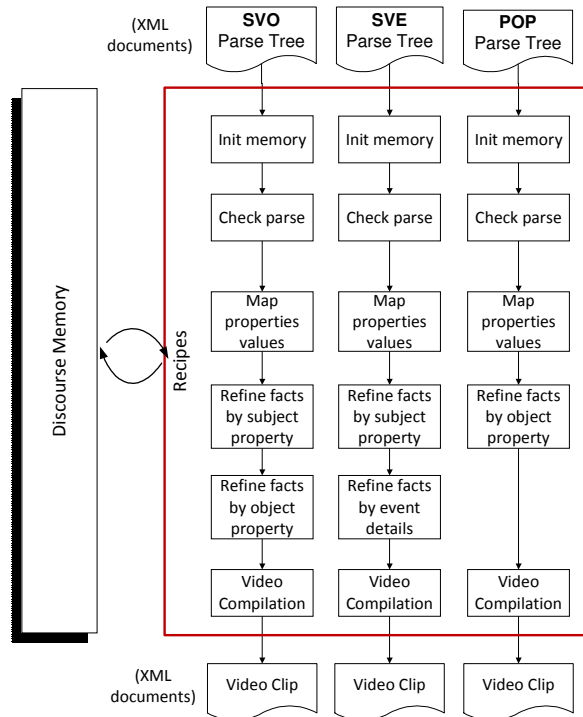 (XML
documents)
SVO
Parse Tree
SVE
Parse Tree
POP
Parse Tree
Init memory
Init memory
Init memory
Check parse
Check parse
Check parse
Discourse Memory
Recipes
Map
properties
values
Map
properties
values
Map
properties
values
Refine facts
by subject
property
Refine facts
by subject
property
Refine facts
by object
property
Refine facts
by object
property
Refine facts
by event
details
Video
Compilation
Video
Compilation
Video
Compilation
(XML
documents)
Video Clip
Video Clip
Video Clip